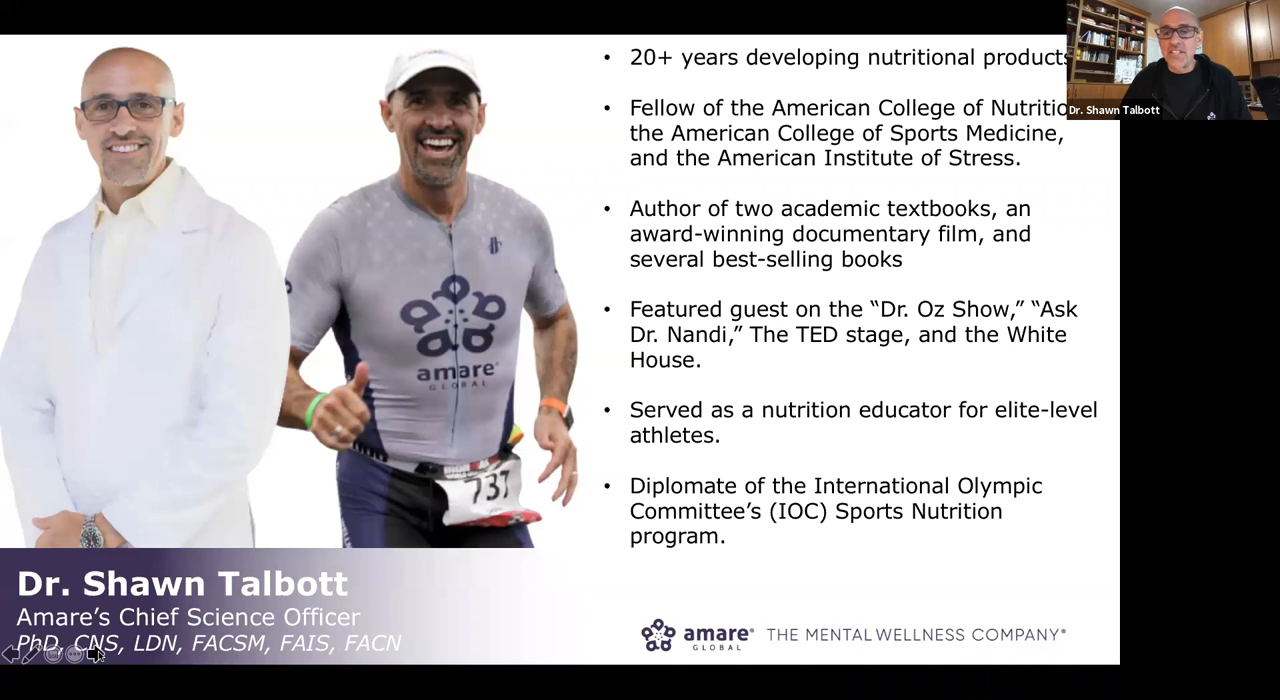 20+ years developing nutritional products
Fellow of the American College of Nutritio
the American College of Sports Medicine,
and the American Institute of Stress.
Author of two academic textbooks, an
award-winning documentary film, and
several best-selling books
Featured guest on the “Dr. Oz Show,” “Ask
Dr. Nandi,” The TED stage, and the White
House.
Served as a nutrition educator for elite-level
athletes.
Diplomate of the International Olympic
Committee’s (IOC) Sports Nutrition
program.
Dr. Shawn Talbott
amare
GLOBAL
737
Dr. Shawn Talbott
Amare’s Chief Science Officer
PhD, CNS, LDN, FACSM, FAIS, FACN
amare®
GLOBAL
THE MENTAL WELLNESS COMPANY®